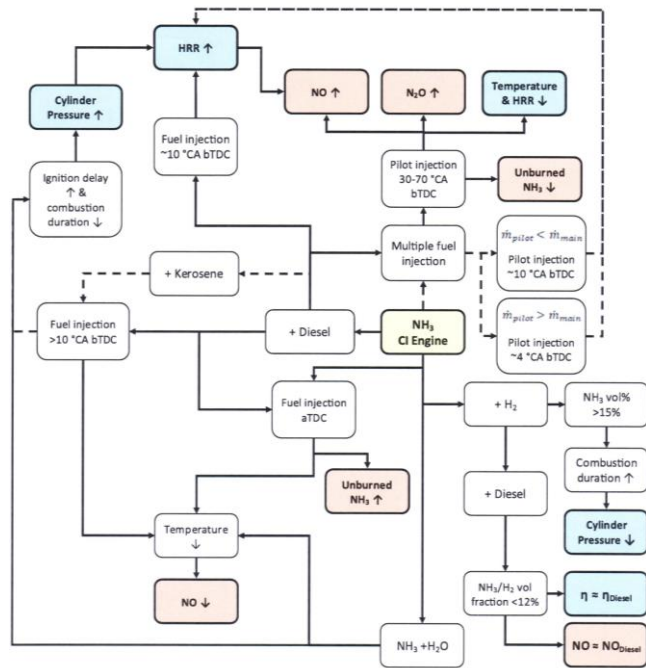 HRR ↑
Cylinder
Pressure ↑
NO ↑
N₂O ↑
Temperature
& HRR ↓
Fuel injection
~10 °CA bTDC
Ignition delay
↑ &
combustion
duration ↓
Pilot injection
30-70 °CA
bTDC
Unburned
NH₃ ↓
Multiple fuel
injection
ṁpilot < ṁmain
Pilot injection
~10 °CA bTDC
+ Kerosene
Fuel injection
>10 °CA bTDC
+ Diesel
NH₃
CI Engine
ṁpilot > ṁmain
Pilot injection
~4 °CA bTDC
Fuel injection
aTDC
+ H₂
NH₃ vol%
>15%
Unburned
NH₃ ↑
+ Diesel
Combustion
duration ↑
Temperature
↓
Cylinder
Pressure ↓
NO ↓
NH₃/H₂ vol
fraction <12%
η ≈ ηDiesel
NH₃ +H₂O
NO ≈ NODiesel